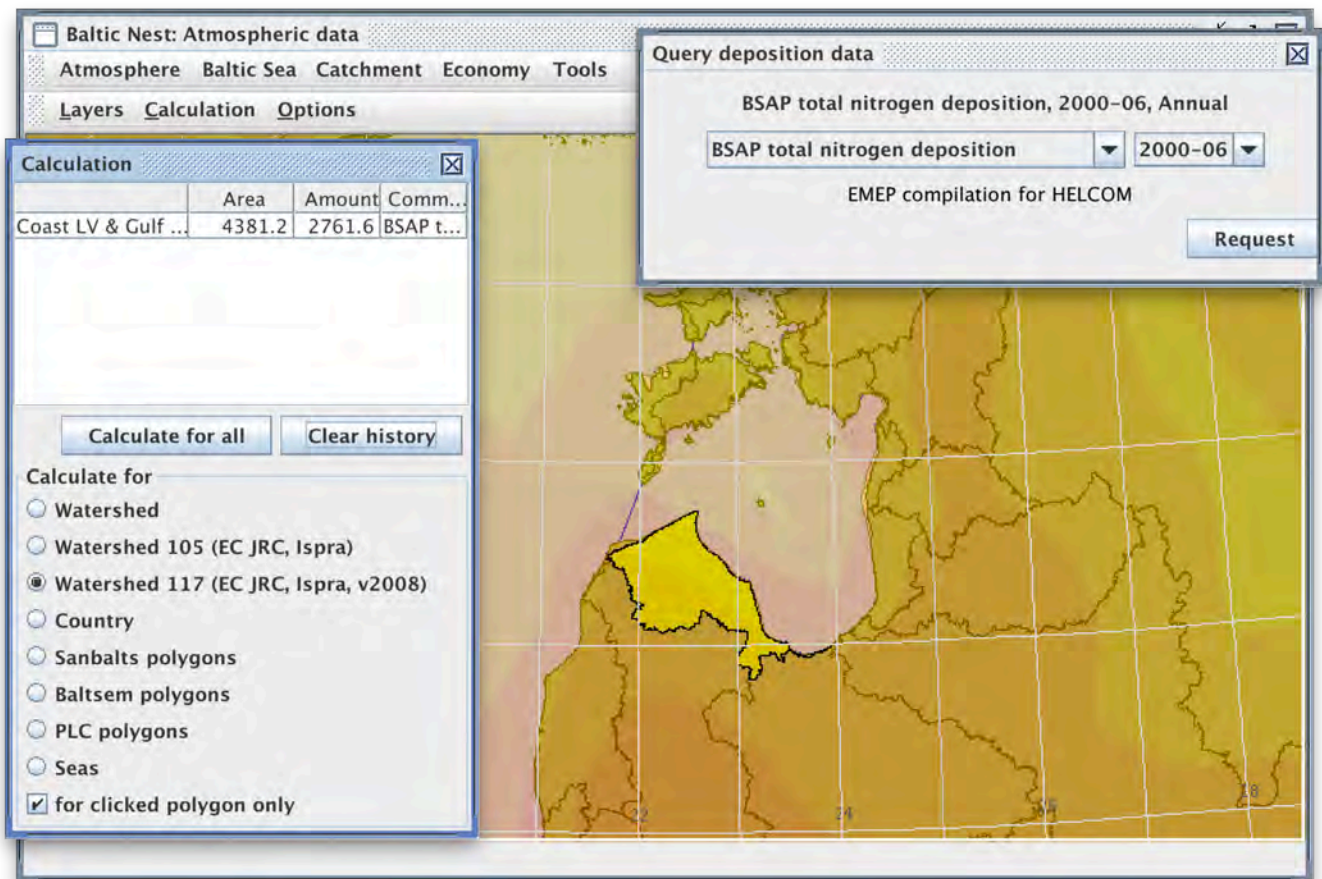 Baltic Nest: Atmospheric data
Atmosphere Baltic Sea Catchment Economy Tools
Layers Calculation Options
Query deposition data
BSAP total nitrogen deposition, 2000-06, Annual
BSAP total nitrogen deposition 2000-06
EMEP compilation for HELCOM
Request
Calculation
Area Amount Comm...
Coast LV & Gulf ... 4381.2 2761.6 BSAP t...
Calculate for all Clear history
Calculate for
Watershed
Watershed 105 (EC JRC, Ispra)
Watershed 117 (EC JRC, Ispra, v2008)
Country
Sanbalts polygons
Baltsem polygons
PLC polygons
Seas
for clicked polygon only
22 24